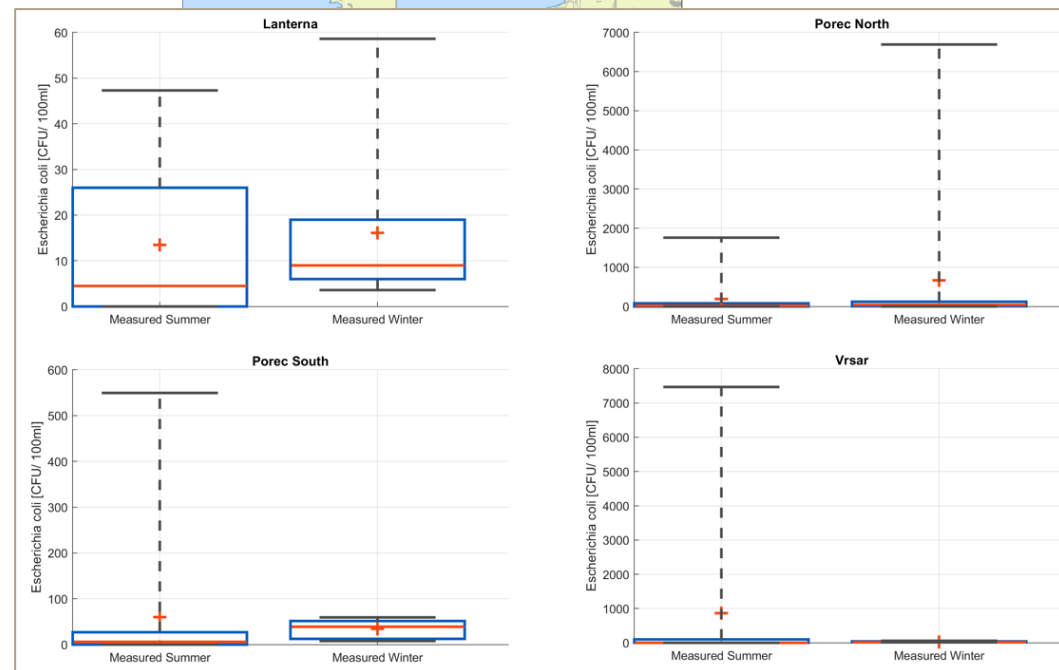 Lanterna
Escherichia coli [CFU/ 100ml]
60
50
40
30
20
10
0
Measured Summer
Measured Winter
Porec North
Escherichia coli [CFU/ 100ml]
7000
6000
5000
4000
3000
2000
1000
0
Measured Summer
Measured Winter
Porec South
Escherichia coli [CFU/ 100ml]
600
500
400
300
200
100
0
Measured Summer
Measured Winter
Vrsar
Escherichia coli [CFU/ 100ml]
8000
7000
6000
5000
4000
3000
2000
1000
0
Measured Summer
Measured Winter